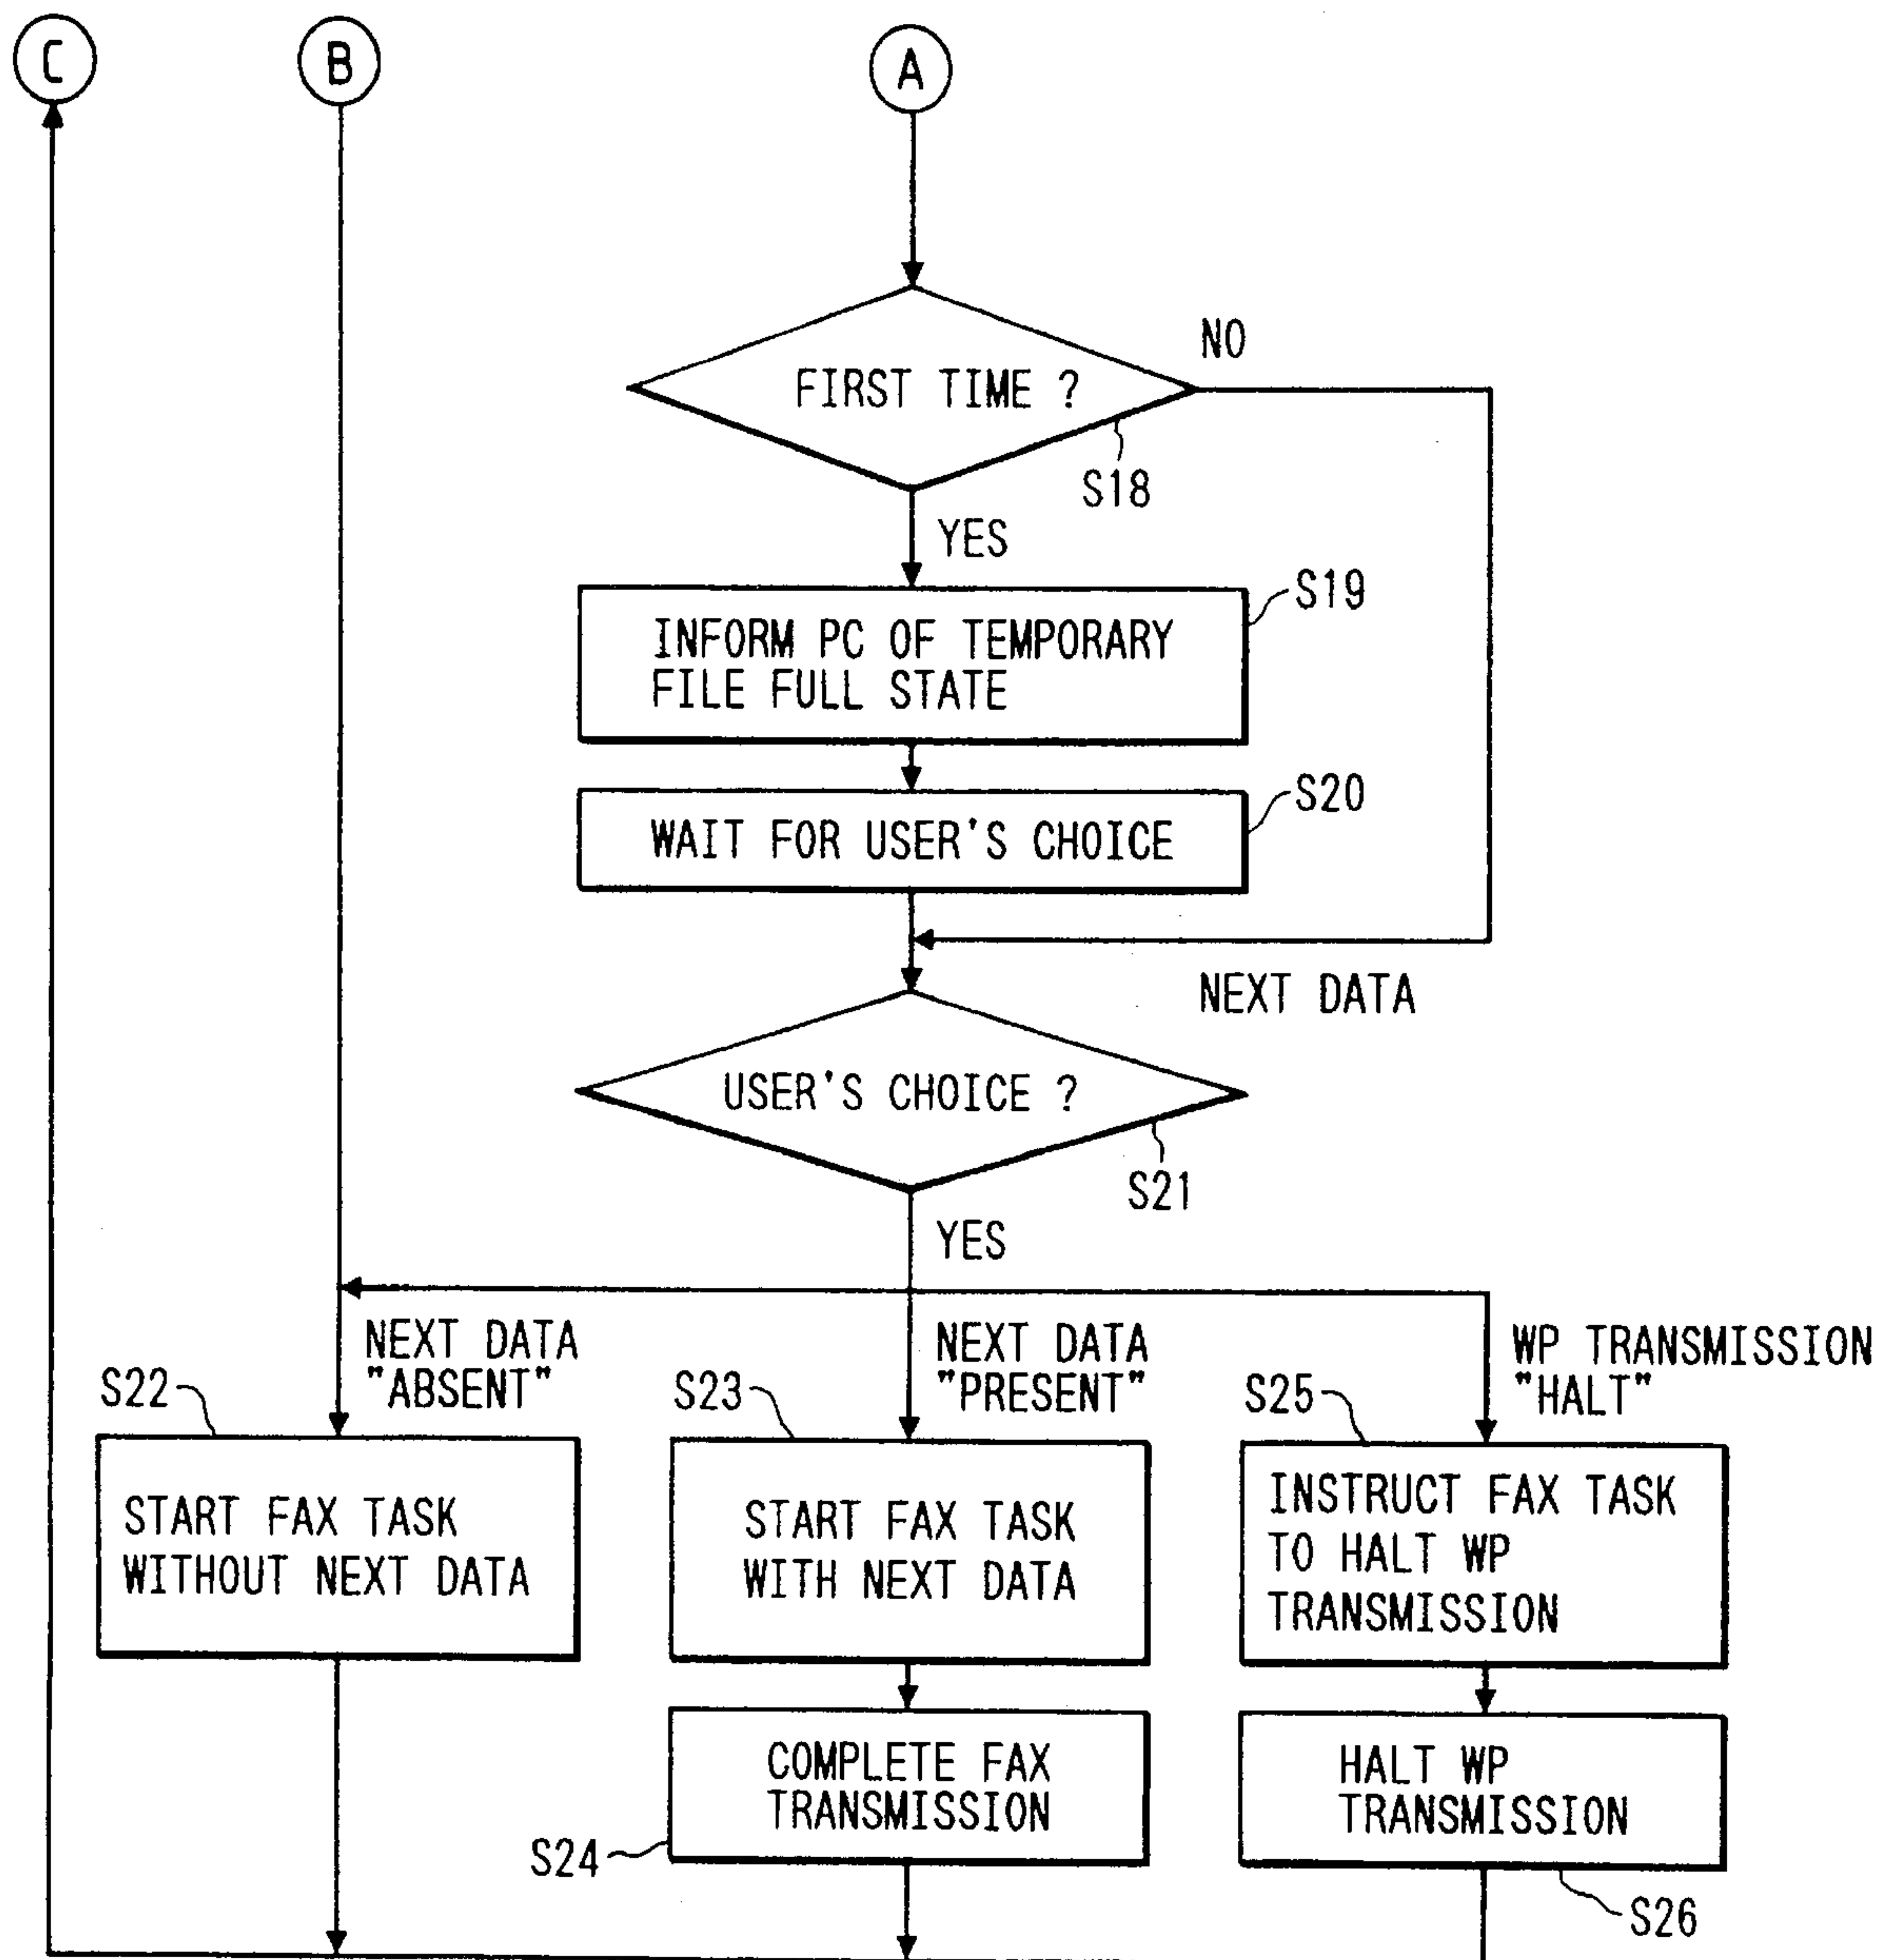 C
B
A
NO
FIRST TIME ?
S18
YES
S19
INFORM PC OF TEMPORARY
FILE FULL STATE
S20
WAIT FOR USER'S CHOICE
NEXT DATA
USER'S CHOICE ?
S21
YES
NEXT DATA
"ABSENT"
NEXT DATA
"PRESENT"
WP TRANSMISSION
"HALT"
S22
S23
S25
START FAX TASK
WITHOUT NEXT DATA
START FAX TASK
WITH NEXT DATA
INSTRUCT FAX TASK
TO HALT WP
TRANSMISSION
COMPLETE FAX
TRANSMISSION
HALT WP
TRANSMISSION
S24
S26